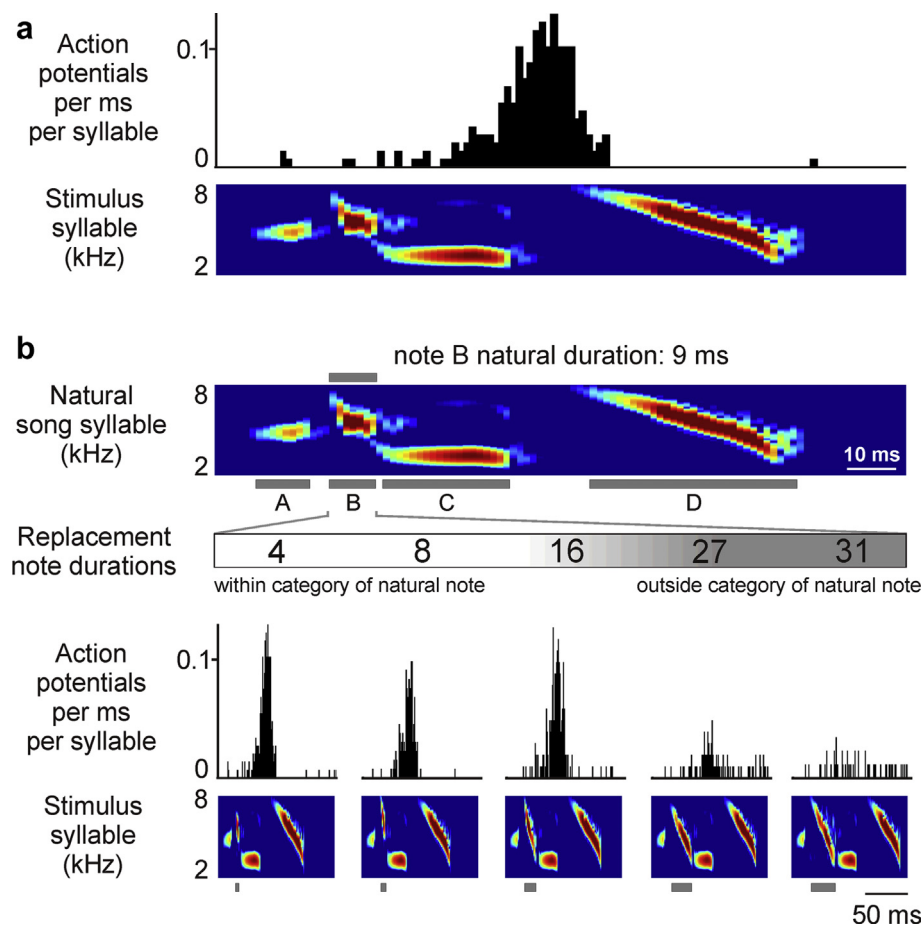 a
Action
potentials
per ms
per syllable
0.1
0
Stimulus
syllable
(kHz)
8
2
b
note B natural duration: 9 ms
Natural
song syllable
(kHz)
8
2
10 ms
A B C D
Replacement
note durations
4 8 16 27 31
within category of natural note outside category of natural note
Action
potentials
per ms
per syllable
0.1
0
Stimulus
syllable
(kHz)
8
2
50 ms